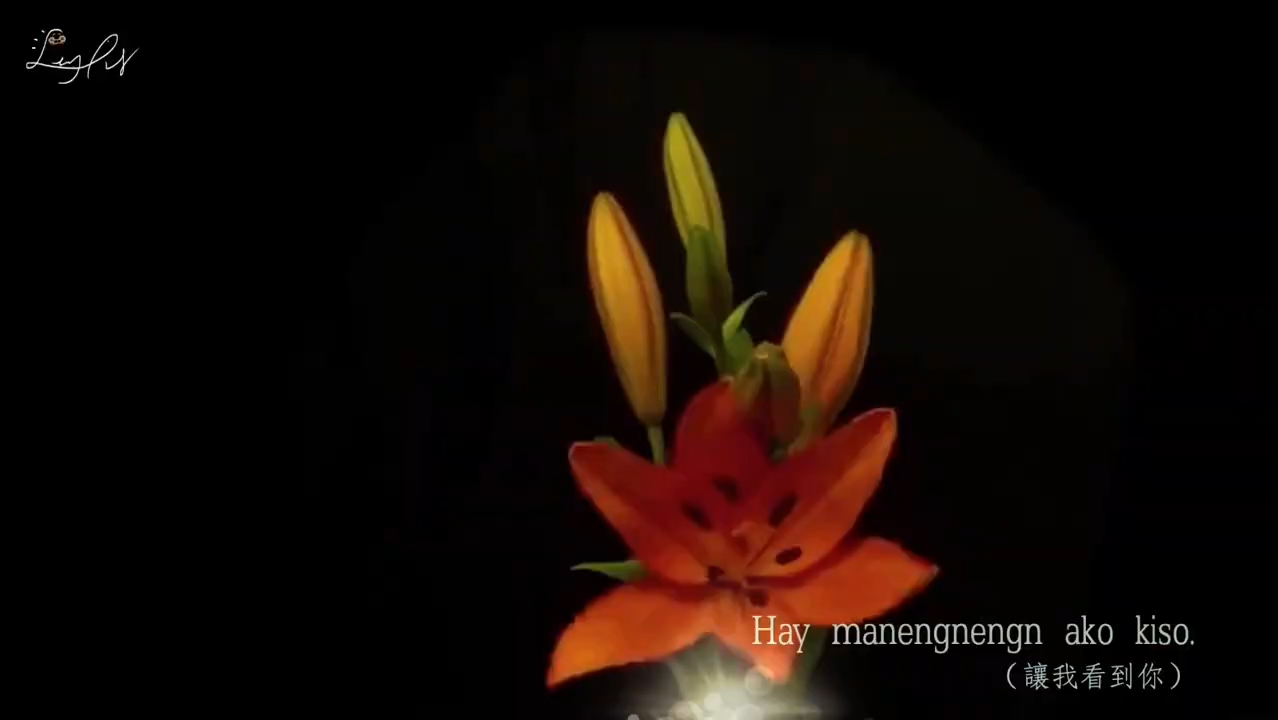 Hay manengnengn ako kiso.
（讓我看到你）